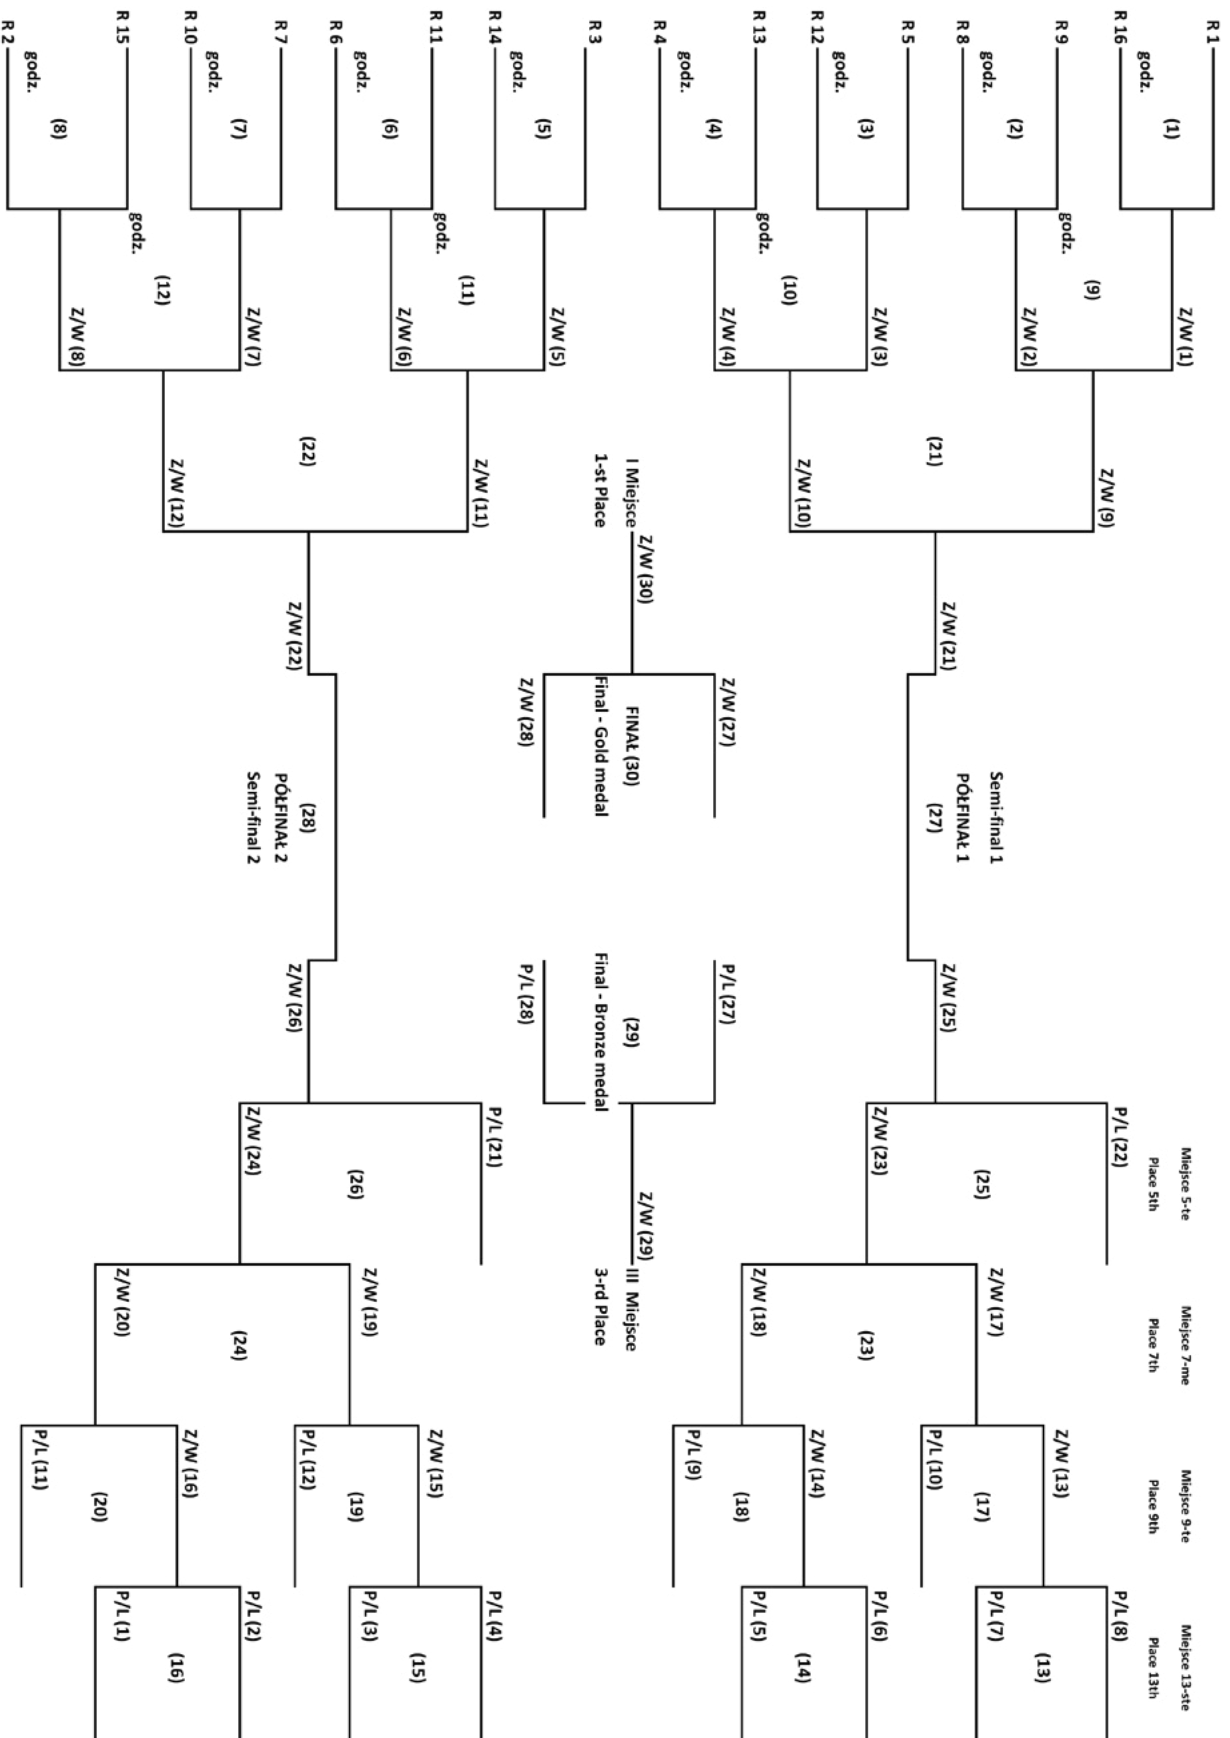 R 1
R 16
R 9
R 8
R 5
R 12
R 13
R 4
R 3
R 14
R 11
R 6
R 7
R 10
R 15
R 2
godz.
(1)
godz.
(2)
godz.
(3)
godz.
(4)
godz.
(5)
godz.
(6)
godz.
(7)
godz.
(8)
godz.
(9)
godz.
(10)
godz.
(11)
godz.
(12)
Z/W (1)
Z/W (2)
Z/W (3)
Z/W (4)
Z/W (5)
Z/W (6)
Z/W (7)
Z/W (8)
(21)
(22)
Z/W (9)
Z/W (10)
Z/W (11)
Z/W (12)
I Miejsce
1-st Place
Z/W (30)
Z/W (21)
Z/W (22)
Z/W (27)
FINAŁ (30)
Final - Gold medal
Z/W (28)
Semi-final 1
PÓŁFINAŁ 1
(27)
(28)
PÓŁFINAŁ 2
Semi-final 2
Z/W (25)
P/L (27)
(29)
Final - Bronze medal
P/L (28)
Z/W (26)
Z/W (29)
III Miejsce
3-rd Place
Miejsce 5-te
Place 5th
P/L (22)
(25)
Z/W (23)
P/L (21)
(26)
Z/W (24)
Miejsce 7-me
Place 7th
Z/W (17)
(23)
Z/W (18)
Z/W (19)
(24)
Z/W (20)
Miejsce 9-te
Place 9th
Z/W (13)
(17)
P/L (10)
Z/W (14)
(18)
P/L (9)
Z/W (15)
(19)
P/L (12)
Z/W (16)
(20)
P/L (11)
Miejsce 13-ste
Place 13th
P/L (8)
(13)
P/L (7)
P/L (6)
(14)
P/L (5)
P/L (4)
(15)
P/L (3)
P/L (2)
(16)
P/L (1)